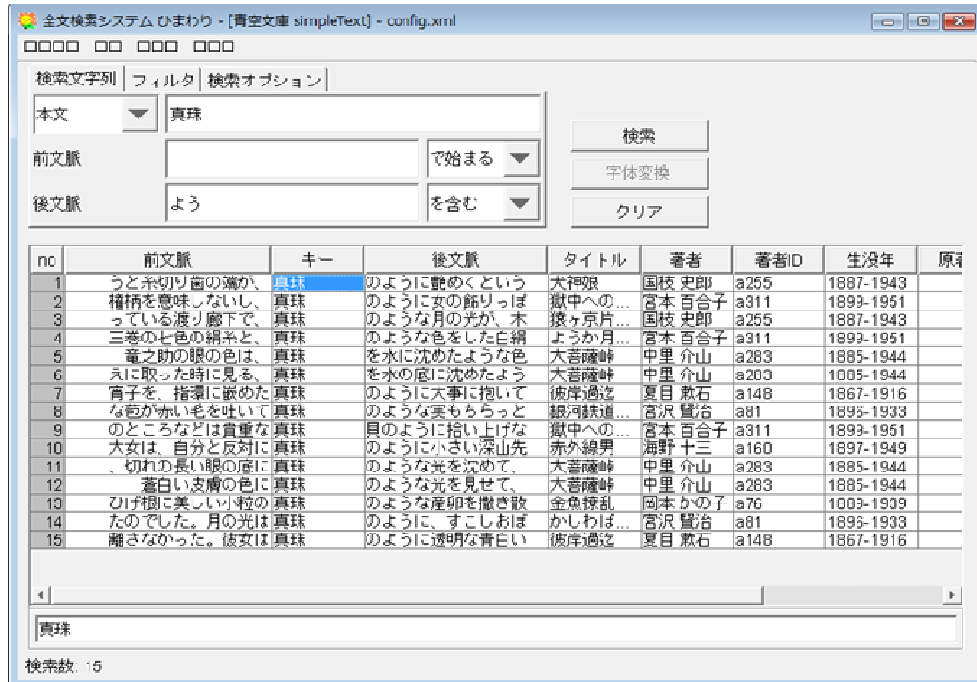 全文検索システム ひまわり - [青空文庫 simpleText] - config.xml
□□□□ □□ □□□ □□□
検索文字列 フィルタ 検索オプション
本文 真珠
検索
前文脈 で始まる
字体変換
後文脈 よう を含む
クリア
no 前文脈 キー 後文脈 タイトル 著者 著者ID 生没年
1 うと糸切り歯の端が、 真珠 のように艶めくという 犬神娘 国枝 史郎 a255 1887-1943
2 権柄を意味しないし、 真珠 のように女の飾りっぽ 獄中への... 宮本 百合子 a311 1899-1951
3 っている渡り廊下で、 真珠 のような月の光が、木 猿ヶ京片... 国枝 史郎 a255 1887-1943
4 三巻の七色の絹糸と、 真珠 のような色をした白絹 ようか月... 宮本 百合子 a311 1899-1951
5 竜之助の眼の色は、 真珠 を水に沈めたような色 大菩薩峠 中里 介山 a283 1885-1944
6 えに取った時に見る、 真珠 を水の底に沈めたよう 大菩薩峠 中里 介山 a283 1885-1944
7 宵子を、指環に嵌めた 真珠 のように大事に抱いて 彼岸過迄 夏目 漱石 a148 1867-1916
8 な苞が赤い毛を吐いて 真珠 のような実もちらっと 銀河鉄道... 宮沢 賢治 a81 1896-1933
9 のところなどは貴重な 真珠 貝のように拾い上げな 獄中への... 宮本 百合子 a311 1899-1951
10 大女は、自分と反対に 真珠 のように小さい深山先 赤外線男 海野 十三 a160 1897-1949
11 、切れの長い眼の底に 真珠 のような光を沈めて、 大菩薩峠 中里 介山 a283 1885-1944
12 蒼白い皮膚の色に 真珠 のような光を見せて、 大菩薩峠 中里 介山 a283 1885-1944
13 ひげ根に美しい小粒の 真珠 のような産卵を撒き散 金魚撩乱 岡本 かの子 a76 1889-1939
14 たのでした。月の光は 真珠 のように、すこしおぼ かしわば... 宮沢 賢治 a81 1896-1933
15 離さなかった。彼女は 真珠 のように透明な青白い 彼岸過迄 夏目 漱石 a148 1867-1916
真珠
検索数: 15